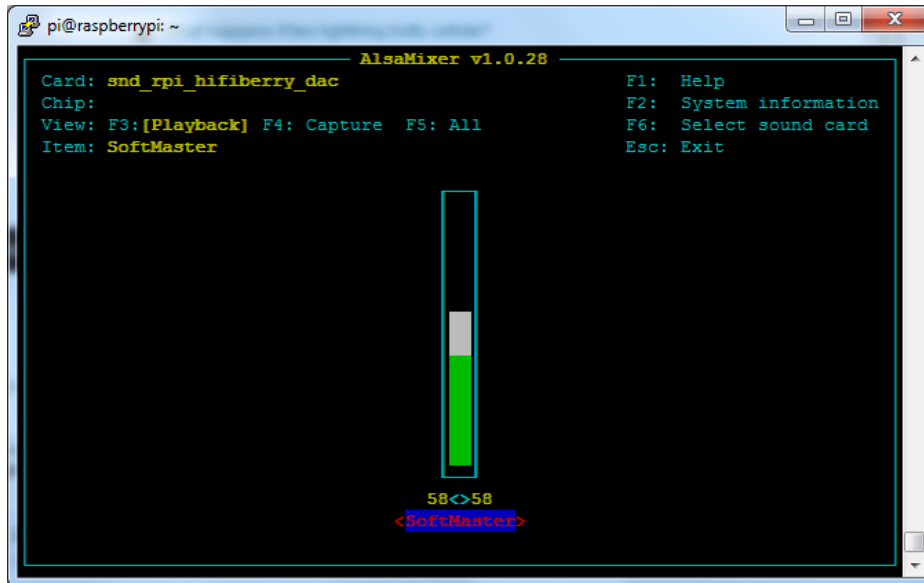 pi@raspberrypi: ~
AlsaMixer v1.0.28
Card: snd_rpi_hifiberry_dac F1: Help
Chip: F2: System information
View: F3:[Playback] F4: Capture F5: All F6: Select sound card
Item: SoftMaster Esc: Exit
58<>58
<SoftMaster>